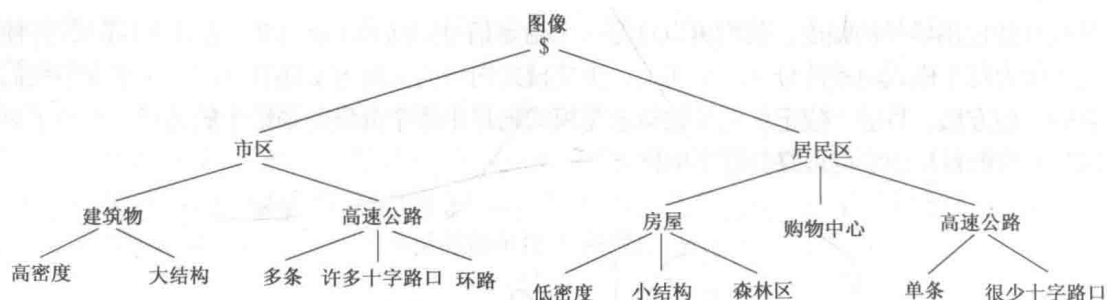 图像
$
市区 居民区
建筑物 高速公路 房屋 购物中心 高速公路
高密度 大结构 多条 许多十字路口 环路 低密度 小结构 森林区 单条 很少十字路口